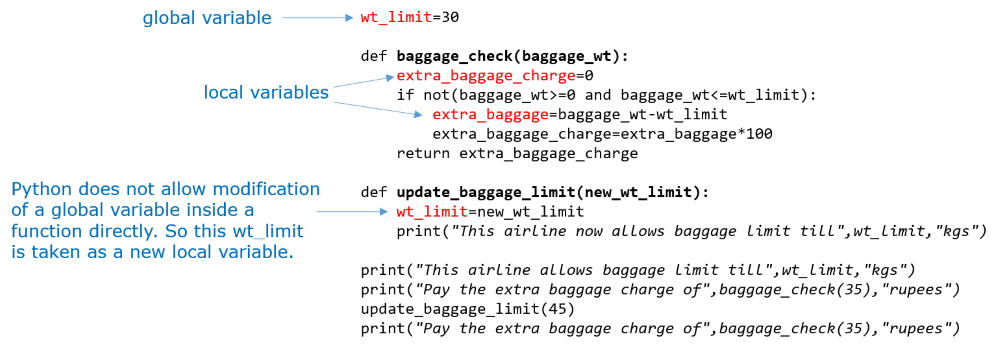 global variable
wt_limit=30
def baggage_check(baggage_wt):
extra_baggage_charge=0
local variables
if not(baggage_wt>=0 and baggage_wt<=wt_limit):
extra_baggage=baggage_wt-wt_limit
extra_baggage_charge=extra_baggage*100
return extra_baggage_charge
Python does not allow modification
of a global variable inside a
function directly. So this wt_limit
is taken as a new local variable.
def update_baggage_limit(new_wt_limit):
wt_limit=new_wt_limit
print("This airline now allows baggage limit till",wt_limit,"kgs")
print("This airline allows baggage limit till",wt_limit,"kgs")
print("Pay the extra baggage charge of",baggage_check(35),"rupees")
update_baggage_limit(45)
print("Pay the extra baggage charge of",baggage_check(35),"rupees")